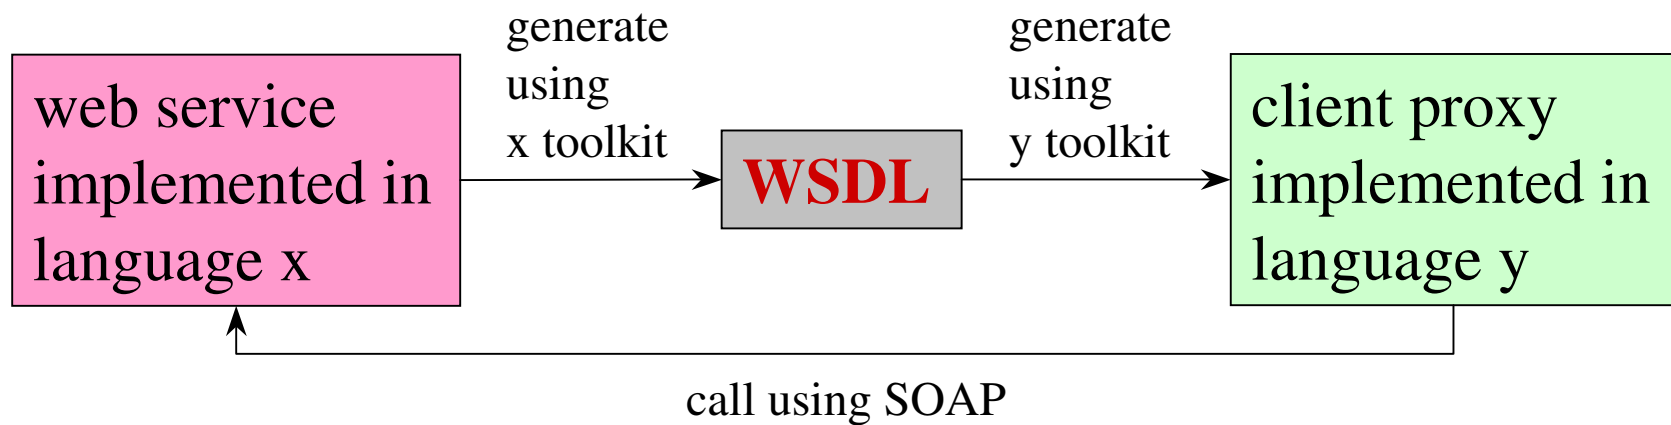 web service
implemented in
language x
generate
using
x toolkit
WSDL
generate
using
y toolkit
client proxy
implemented in
language y
call using SOAP